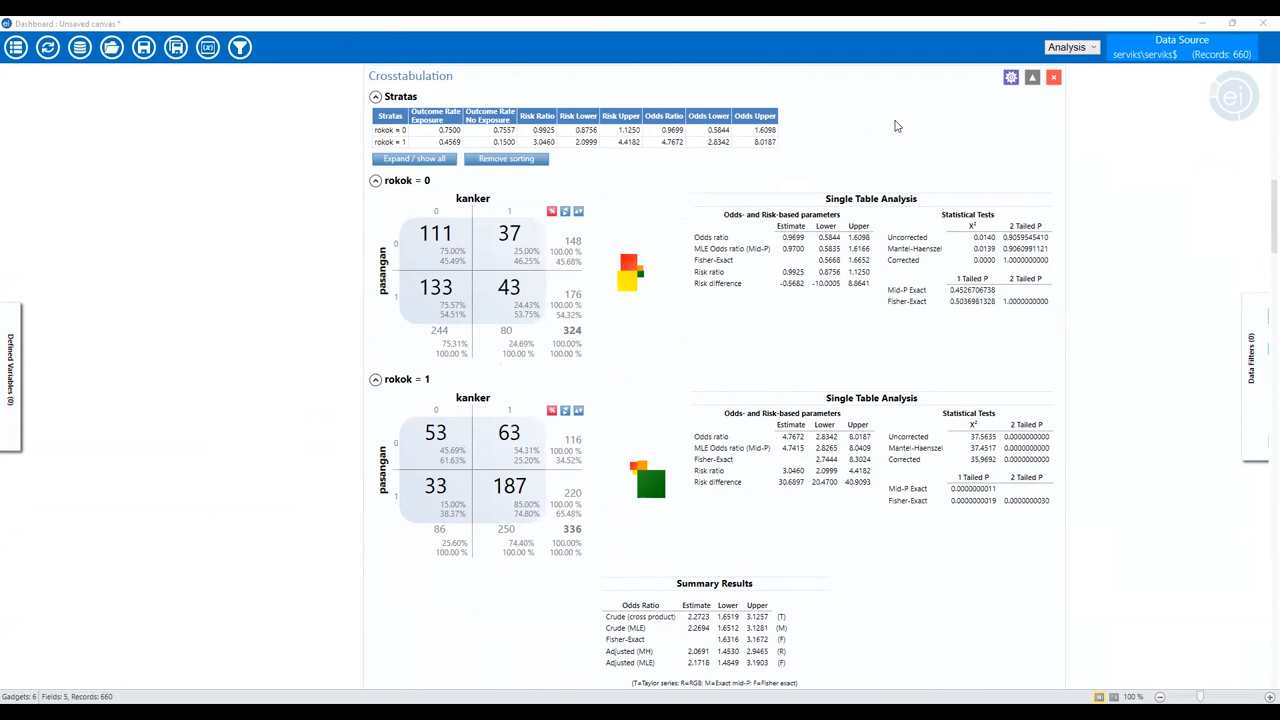 Dashboard : Unsaved canvas *
Analysis
Data Source
serviks\serviks$ (Records: 660)
Crosstabulation
Stratas
Stratas Outcome Rate Exposure Outcome Rate No Exposure Risk Ratio Risk Lower Risk Upper Odds Ratio Odds Lower Odds Upper
rokok = 0 0.7500 0.7557 0.9925 0.8756 1.1250 0.9699 0.5844 1.6098
rokok = 1 0.4569 0.1500 3.0460 2.0999 4.4182 4.7672 2.8342 8.0187
Expand / show all Remove sorting
rokok = 0
kanker
0 1
pasangan
0 111 37 148
75.00% 25.00% 100.00 %
45.49% 46.25% 45.68%
1 133 43 176
75.57% 24.43% 100.00 %
54.51% 53.75% 54.32%
244 80 324
75.31% 24.69% 100.00%
100.00 % 100.00 % 100.00 %
Single Table Analysis
Odds- and Risk-based parameters
Estimate Lower Upper
Odds ratio 0.9699 0.5844 1.6098
MLE Odds ratio (Mid-P) 0.9700 0.5835 1.6166
Fisher-Exact 0.5668 1.6652
Risk ratio 0.9925 0.8756 1.1250
Risk difference -0.5682 -10.0005 8.8641
Statistical Tests
X² 2 Tailed P
Uncorrected 0.0140 0.9059545410
Mantel-Haenszel 0.0139 0.9060991121
Corrected 0.0000 1.0000000000
1 Tailed P 2 Tailed P
Mid-P Exact 0.4526706738
Fisher-Exact 0.5036981328 1.0000000000
rokok = 1
kanker
0 1
pasangan
0 53 63 116
45.69% 54.31% 100.00 %
61.63% 25.20% 34.52%
1 33 187 220
15.00% 85.00% 100.00 %
38.37% 74.80% 65.48%
86 250 336
25.60% 74.40% 100.00%
100.00 % 100.00 % 100.00 %
Single Table Analysis
Odds- and Risk-based parameters
Estimate Lower Upper
Odds ratio 4.7672 2.8342 8.0187
MLE Odds ratio (Mid-P) 4.7415 2.8265 8.0409
Fisher-Exact 2.7444 8.3024
Risk ratio 3.0460 2.0999 4.4182
Risk difference 30.6897 20.4700 40.9093
Statistical Tests
X² 2 Tailed P
Uncorrected 37.5635 0.0000000000
Mantel-Haenszel 37.4517 0.0000000000
Corrected 35.9692 0.0000000000
1 Tailed P 2 Tailed P
Mid-P Exact 0.0000000011
Fisher-Exact 0.0000000019 0.0000000030
Summary Results
Odds Ratio Estimate Lower Upper
Crude (cross product) 2.2723 1.6519 3.1257 (T)
Crude (MLE) 2.2694 1.6512 3.1281 (M)
Fisher-Exact 1.6316 3.1672 (F)
Adjusted (MH) 2.0691 1.4530 2.9465 (R)
Adjusted (MLE) 2.1718 1.4849 3.1903 (F)
(T=Taylor series; R=RGB; M=Exact mid-P; F=Fisher exact)
Defined Variables (0)
Data Filters (0)
Gadgets: 6 Fields: 5, Records: 660
100 %